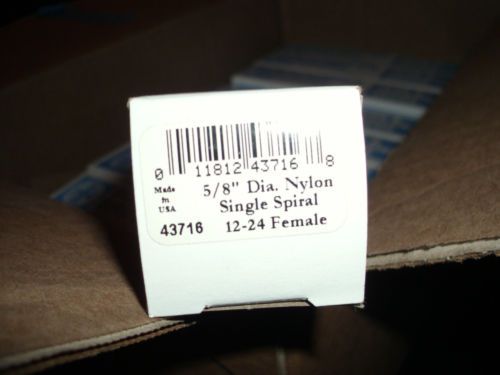 0 11812 43716 8
Made in USA
5/8" Dia. Nylon
Single Spiral
43716 12-24 Female